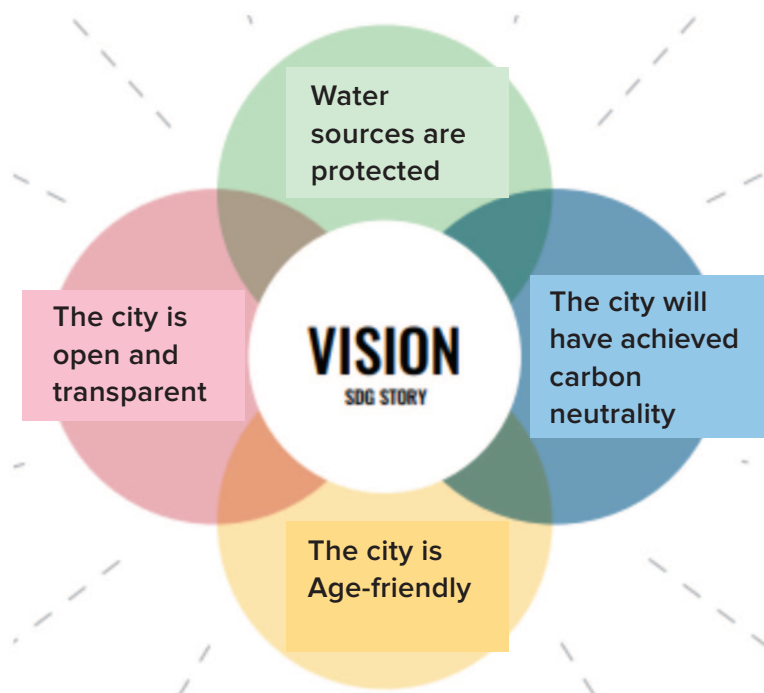 Water
sources are
protected
The city is
open and
transparent
VISION
SDG STORY
The city will
have achieved
carbon
neutrality
The city is
Age-friendly